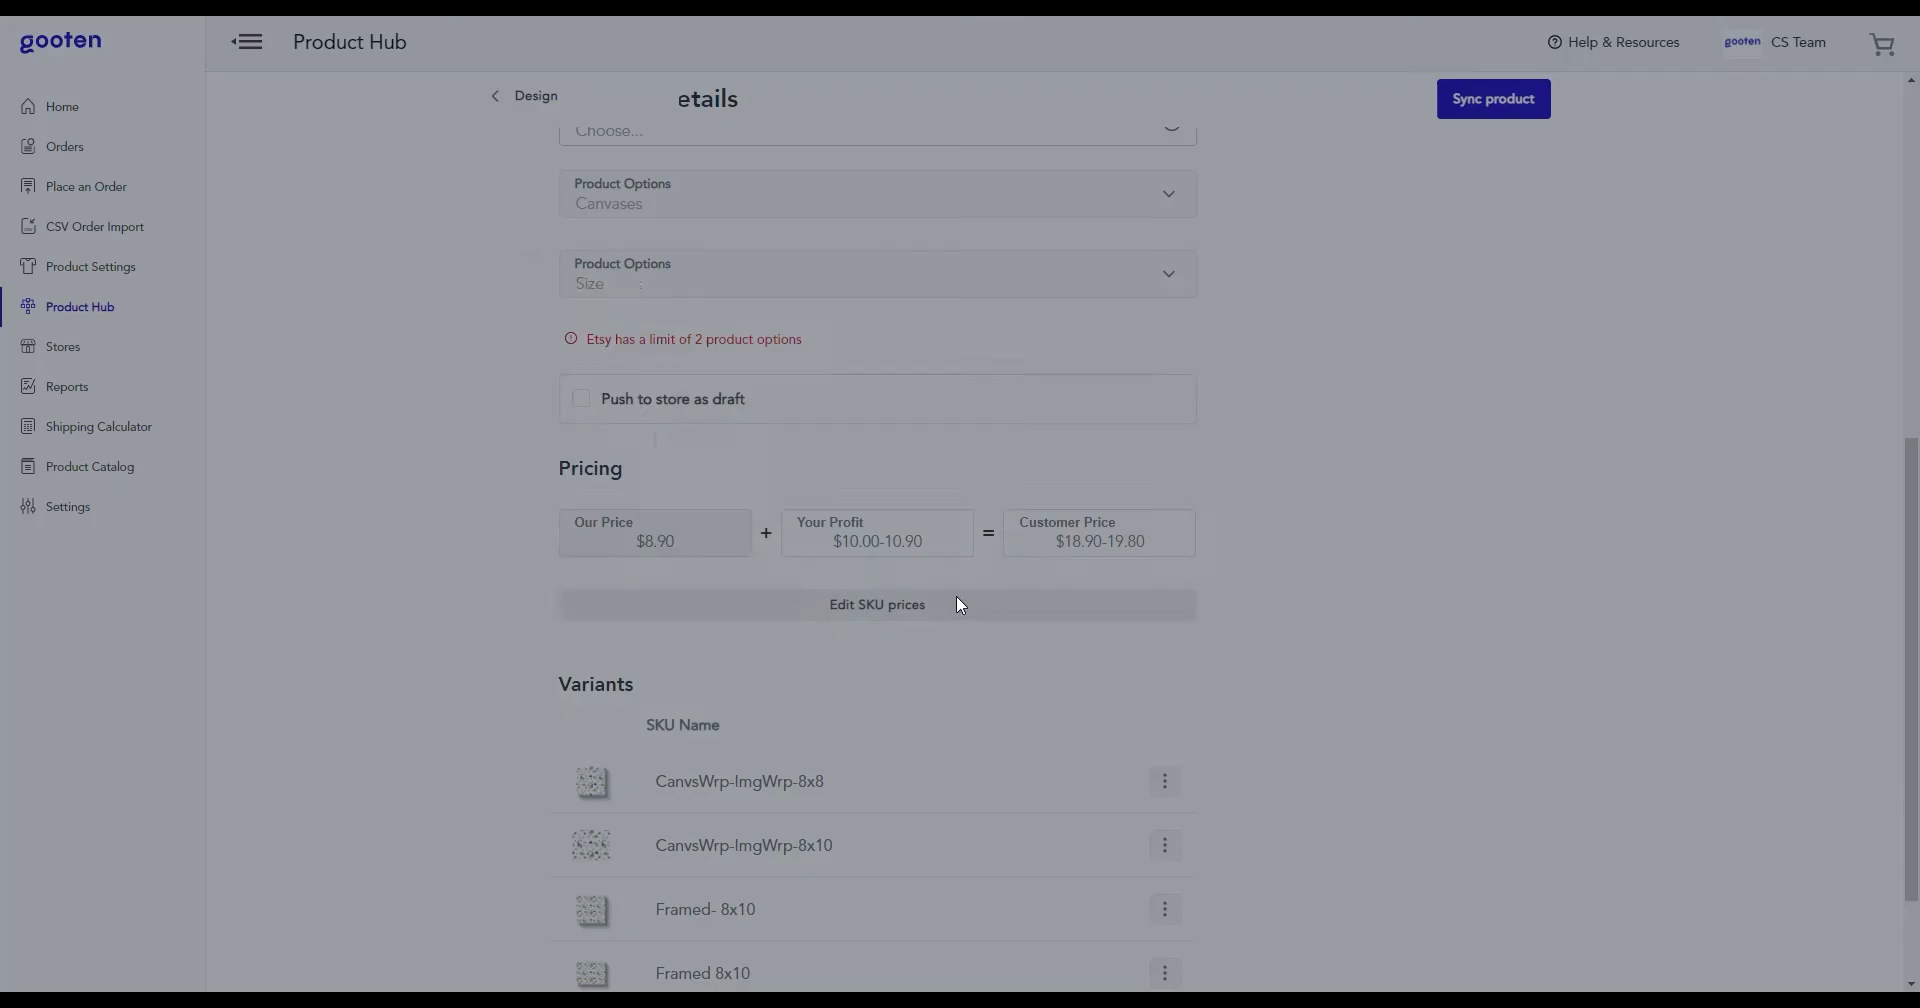 gooten
Product Hub
Help & Resources
gooten
CS Team
Home
Orders
Place an Order
CSV Order Import
Product Settings
Product Hub
Stores
Reports
Shipping Calculator
Product Catalog
Settings
Design
etails
Sync product
Choose...
Product Options
Canvases
Product Options
Size
Etsy has a limit of 2 product options
Push to store as draft
Pricing
Our Price
$8.90
+
Your Profit
$10.00-10.90
=
Customer Price
$18.90-19.80
Edit SKU prices
Variants
SKU Name
CanvsWrp-ImgWrp-8x8
CanvsWrp-ImgWrp-8x10
Framed- 8x10
Framed 8x10